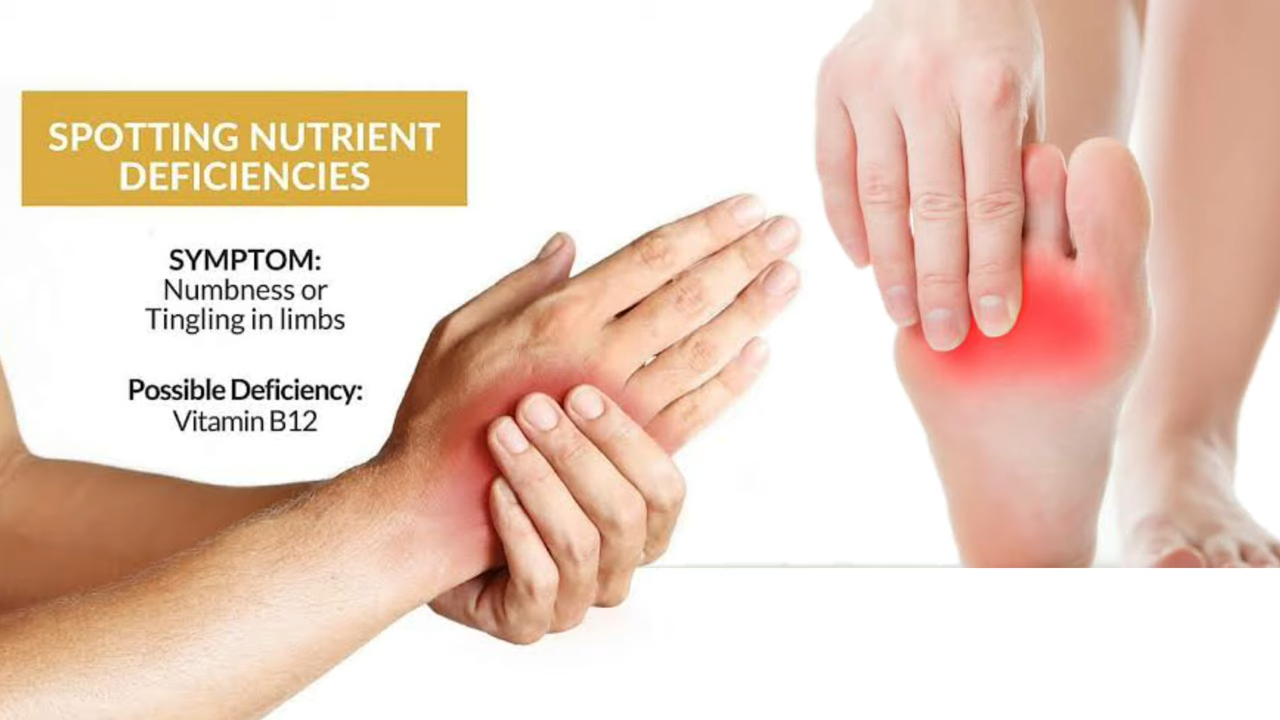 SPOTTING NUTRIENT
DEFICIENCIES
SYMPTOM:
Numbness or
Tingling in limbs
Possible Deficiency:
Vitamin B12